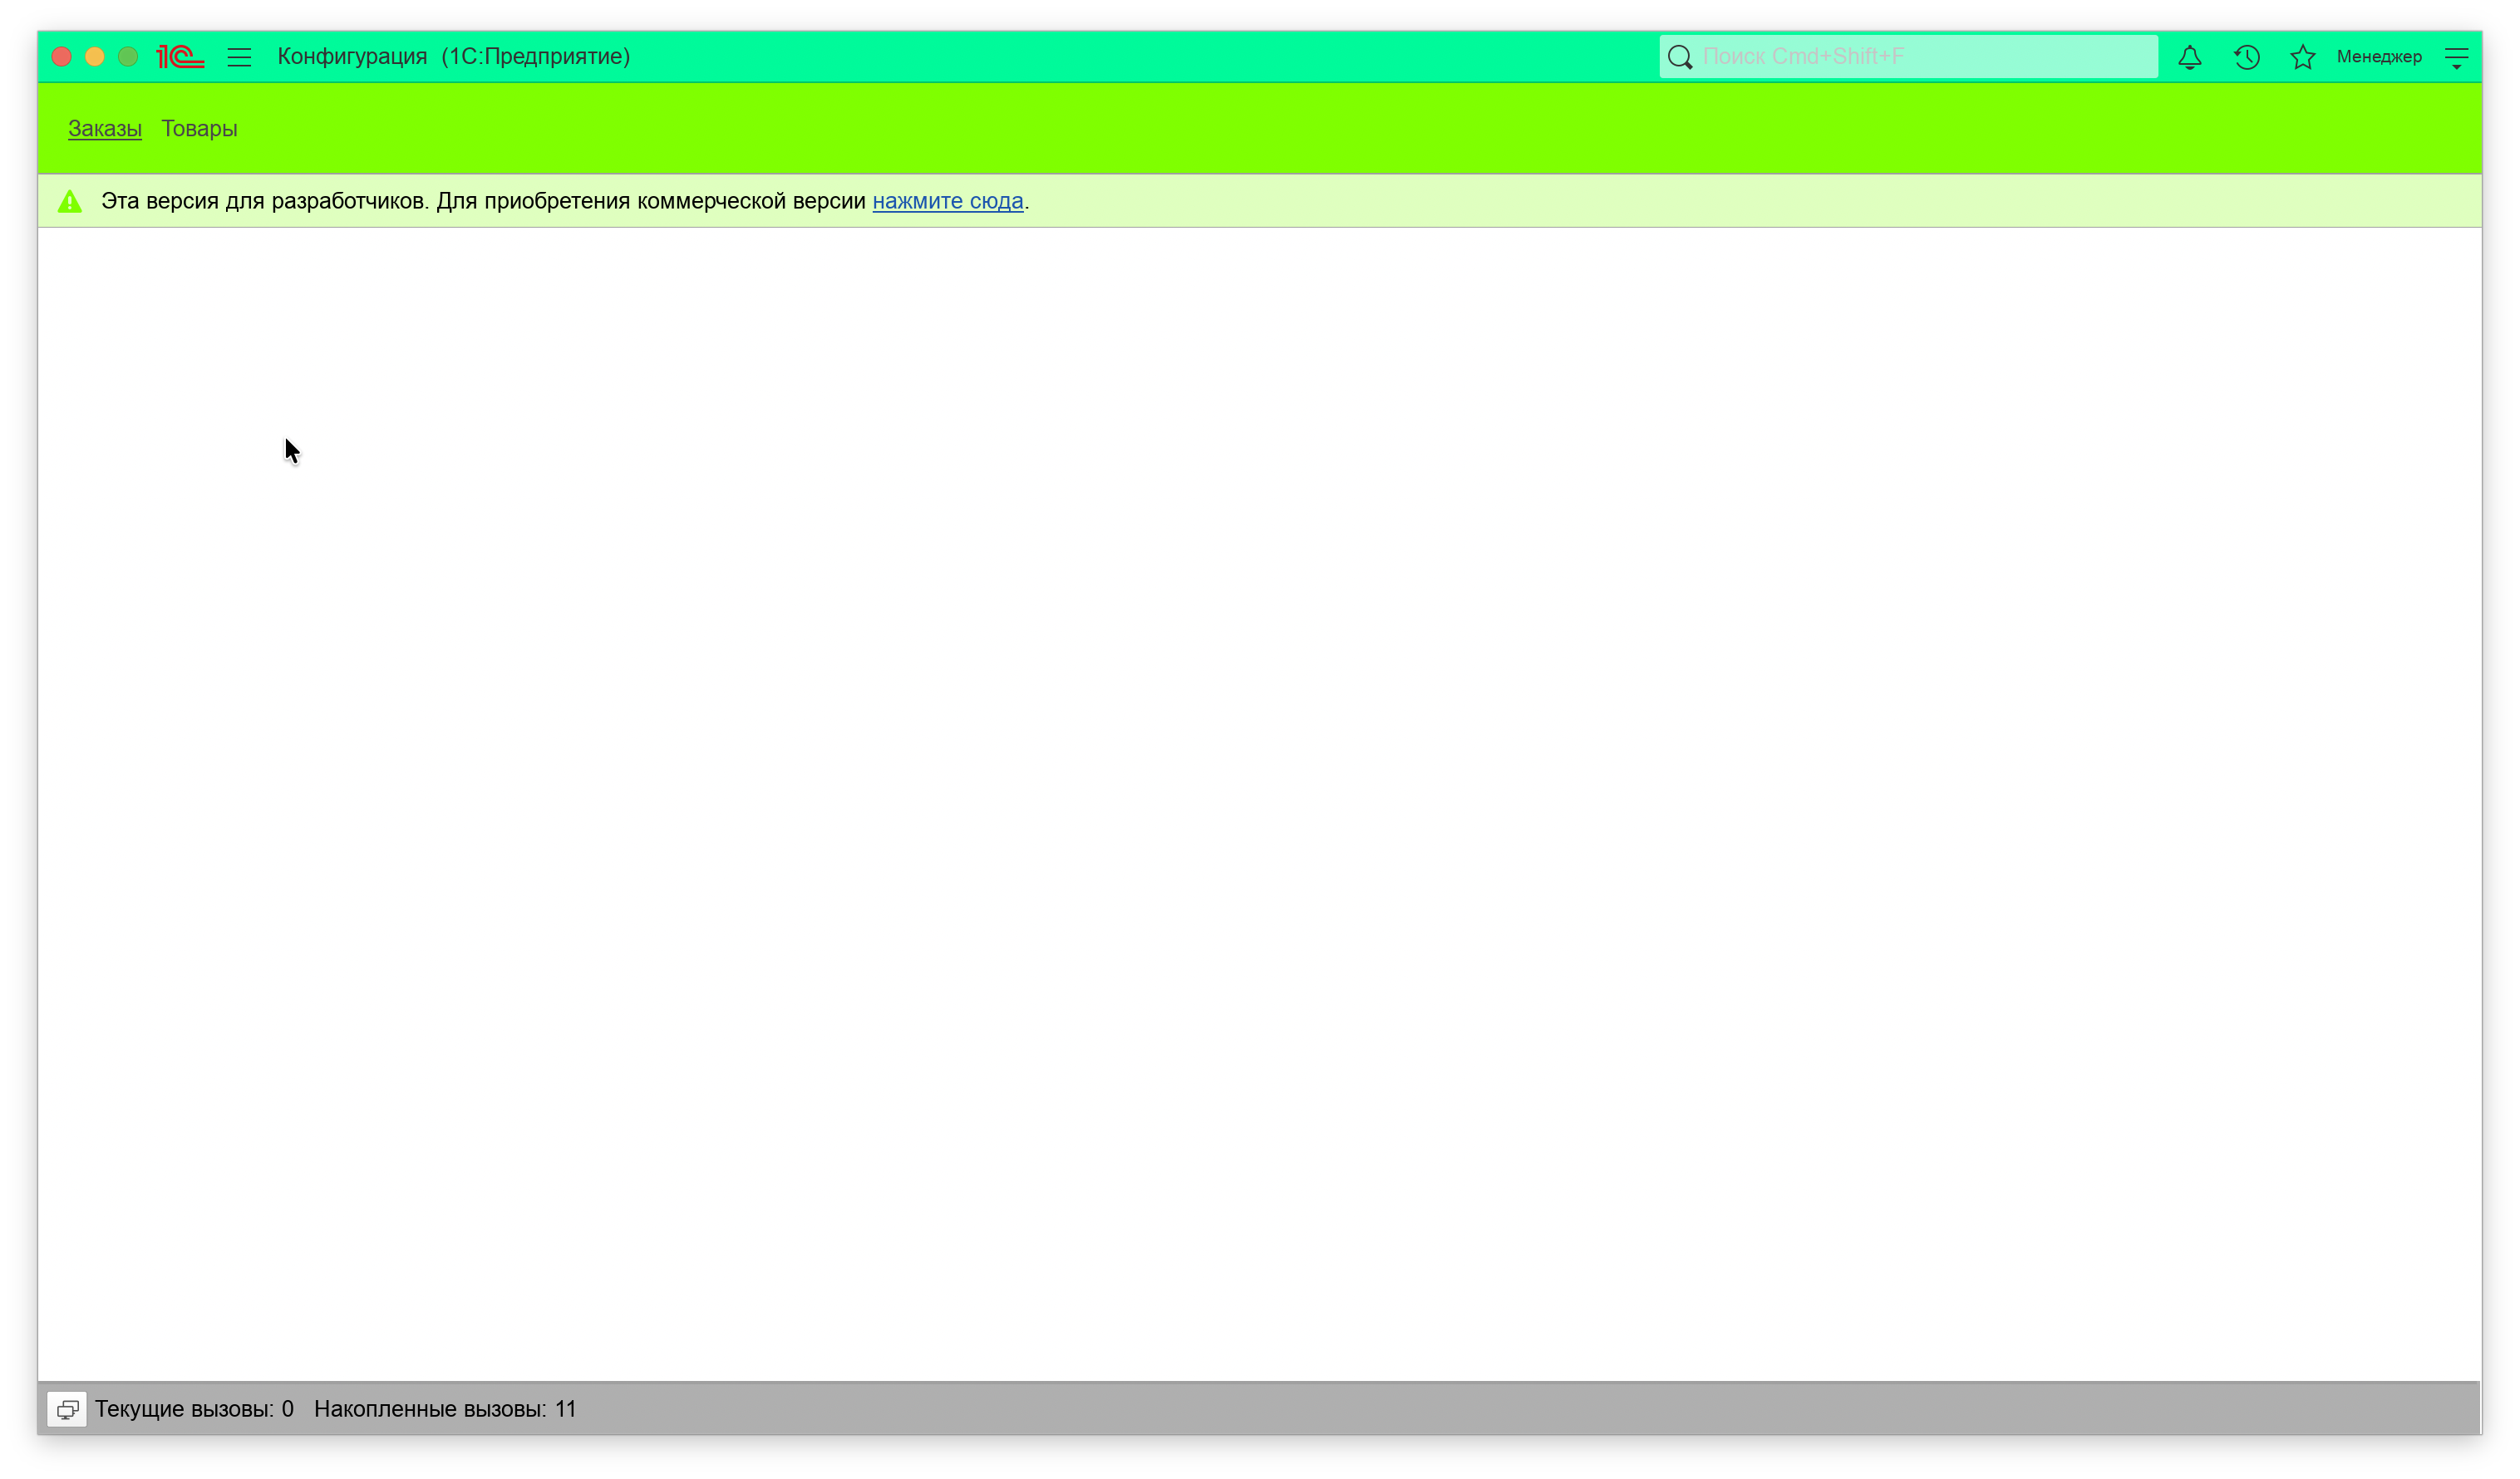 1С Конфигурация (1С:Предприятие) Поиск Cmd+Shift+F Менеджер
Заказы Товары
Эта версия для разработчиков. Для приобретения коммерческой версии нажмите сюда.
Текущие вызовы: 0 Накопленные вызовы: 11